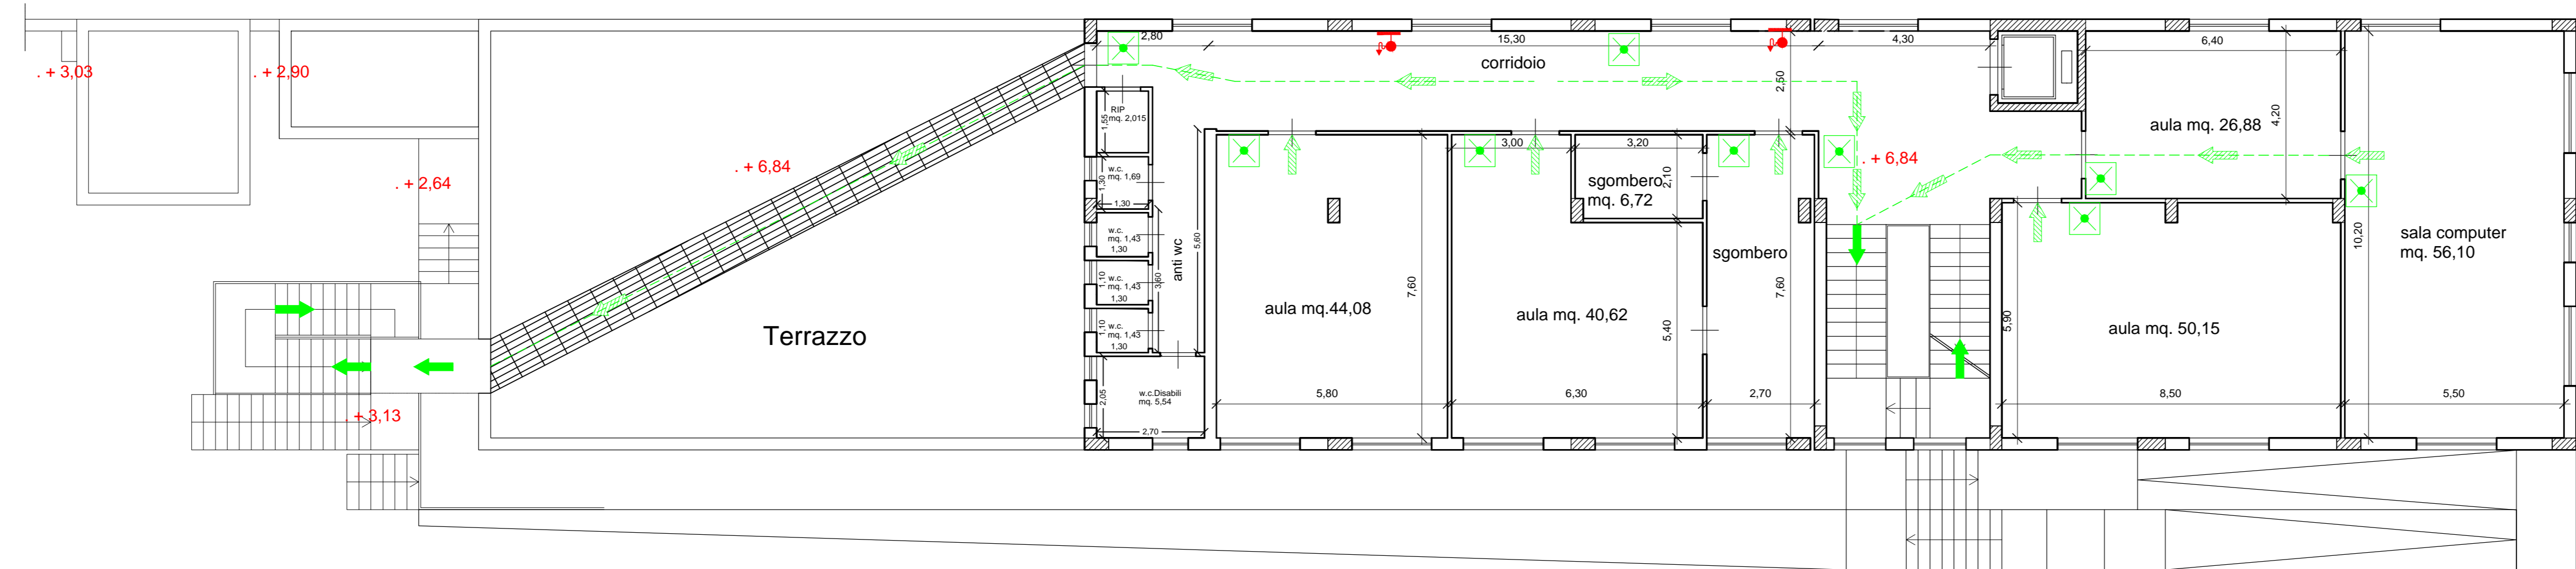 . + 3,03
. + 2,90
. + 2,64
. + 6,84
. + 3,13
Terrazzo
2,80
15,30
4,30
6,40
corridoio
2,50
RIP
mq. 2,015
1,55
w.c.
mq. 1,69
1,30
1,30
w.c.
mq. 1,43
1,30
w.c.
mq. 1,43
1,10
1,30
w.c.
mq. 1,43
1,10
1,30
3,60
5,60
anti wc
w.c.Disabili
mq. 5,54
2,05
2,70
aula mq.44,08
7,60
5,80
3,00
3,20
sgombero
mq. 6,72
2,10
aula mq. 40,62
5,40
6,30
sgombero
7,60
2,70
. + 6,84
aula mq. 26,88
4,20
5,90
aula mq. 50,15
8,50
10,20
sala computer
mq. 56,10
5,50